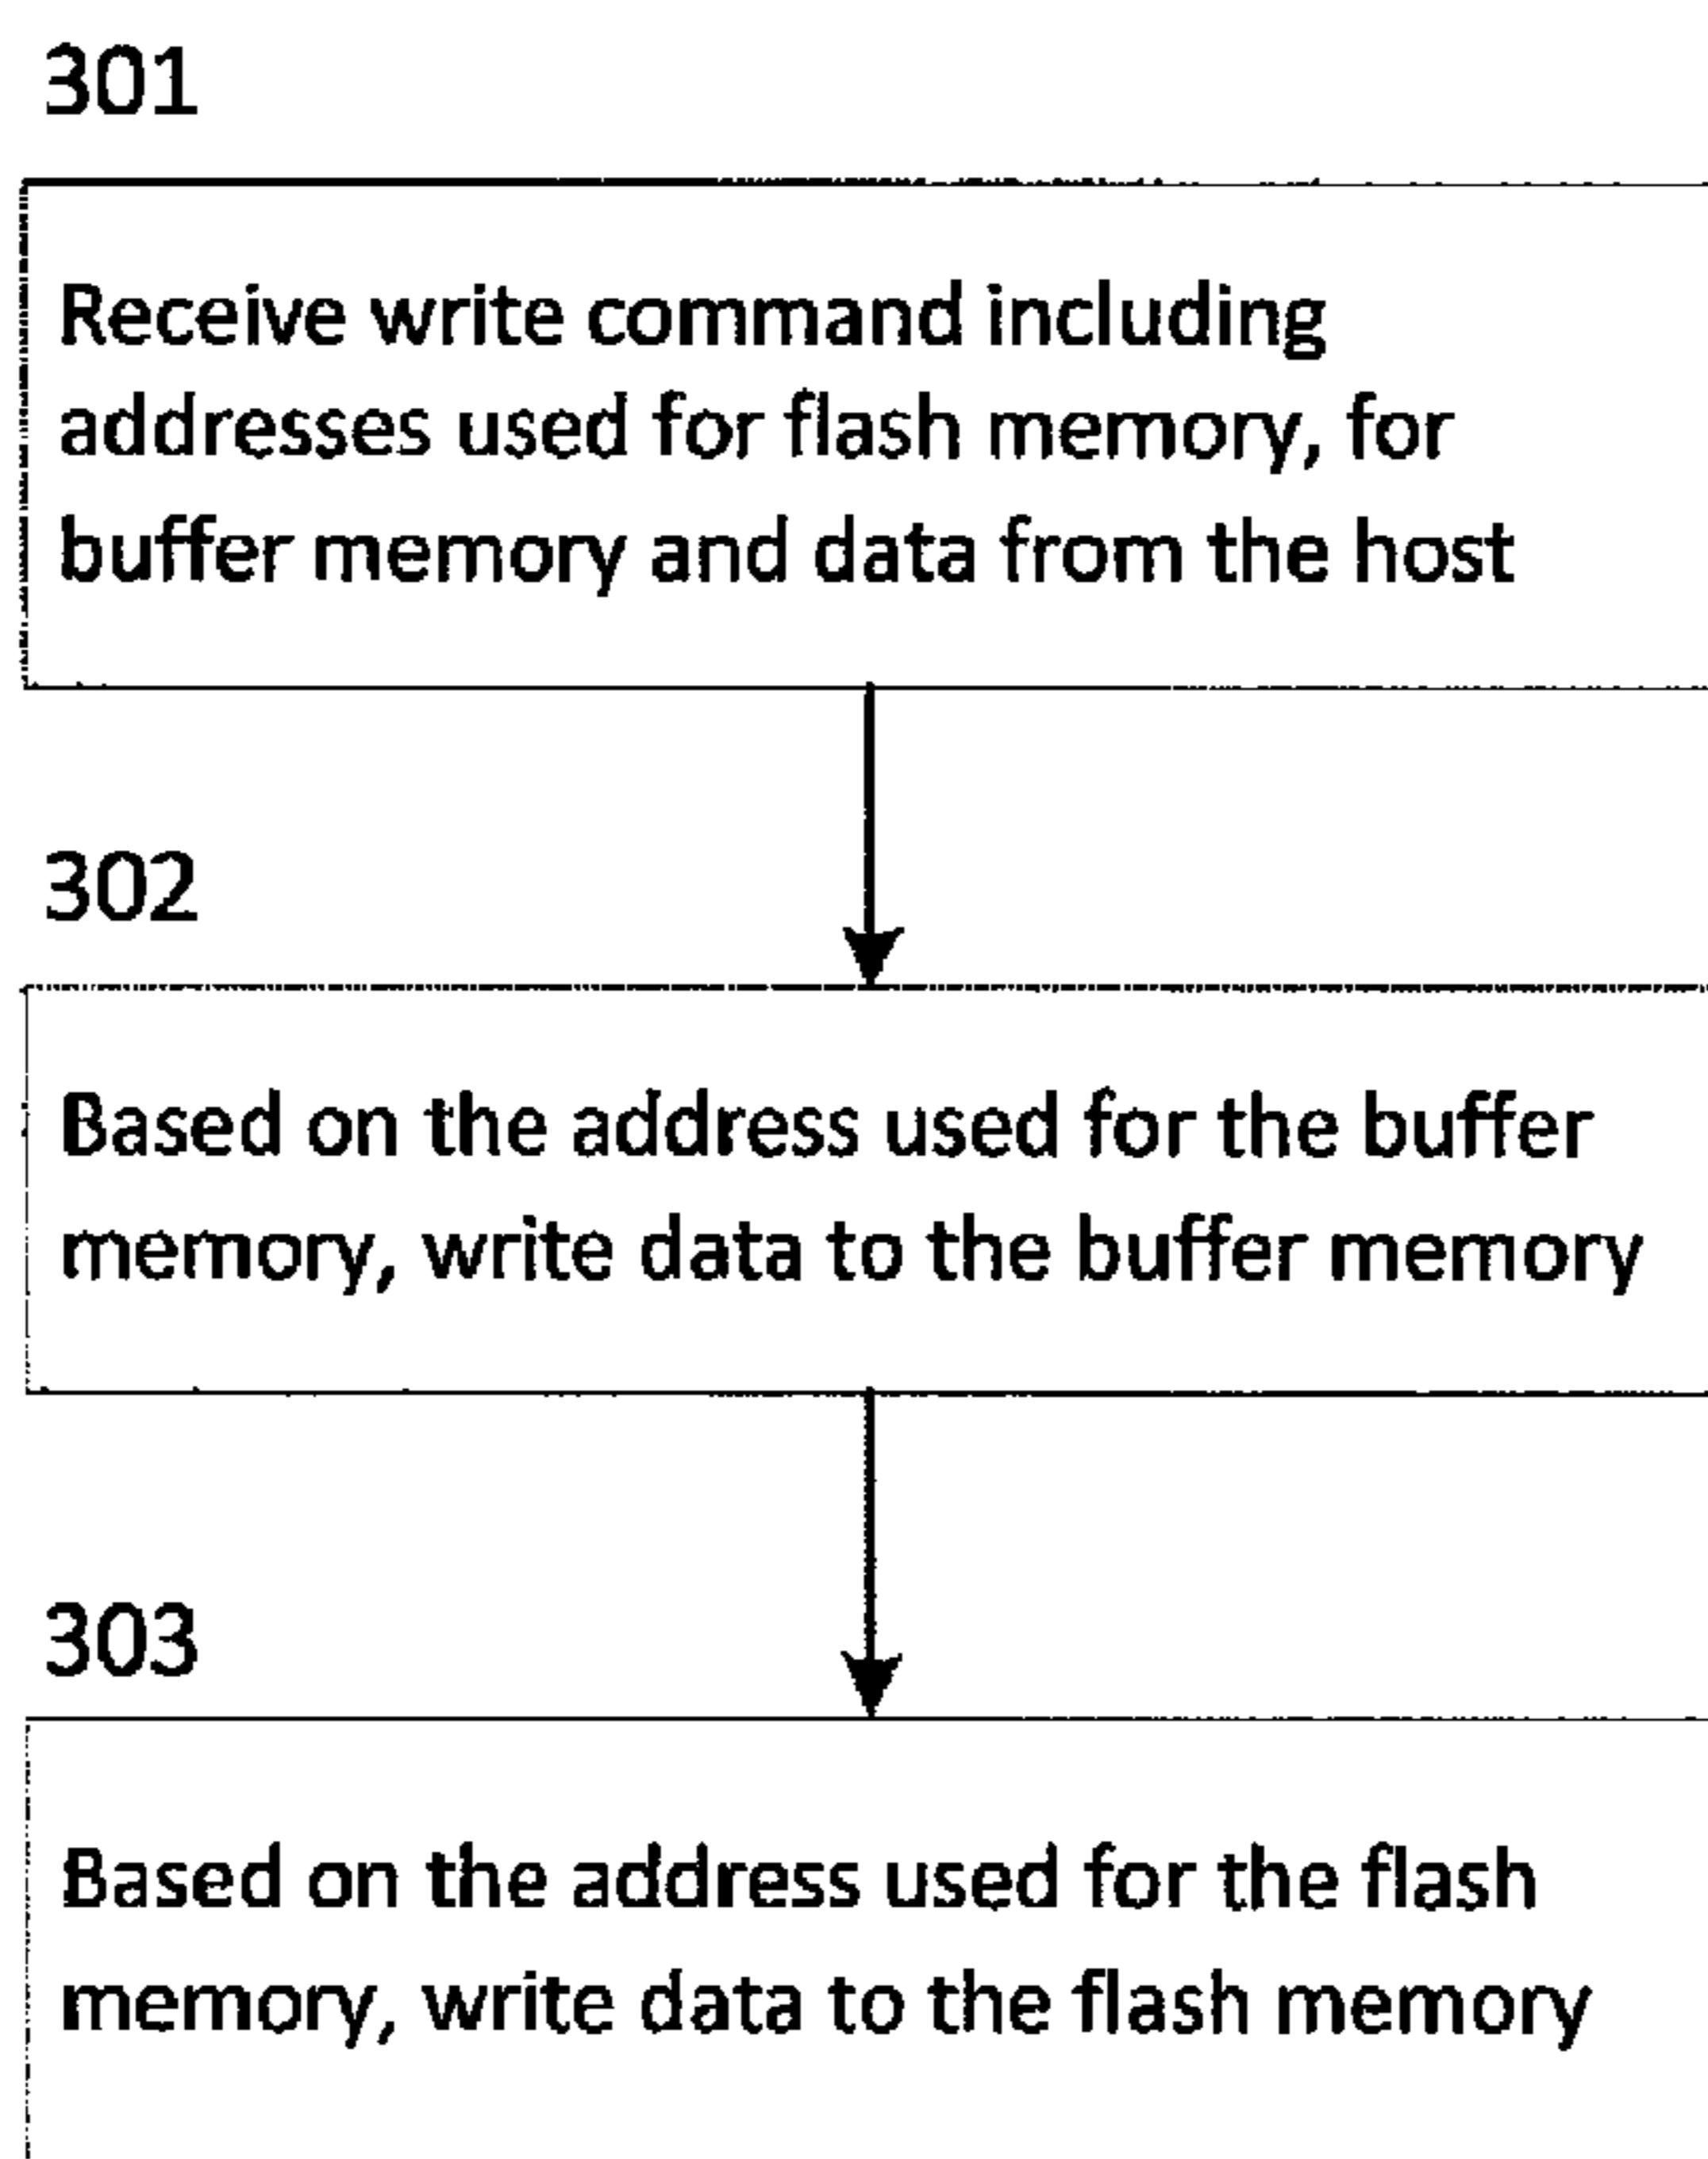 301
Receive write command including
addresses used for flash memory, for
buffer memory and data from the host
302
Based on the address used for the buffer
memory, write data to the buffer memory
303
Based on the address used for the flash
memory, write data to the flash memory